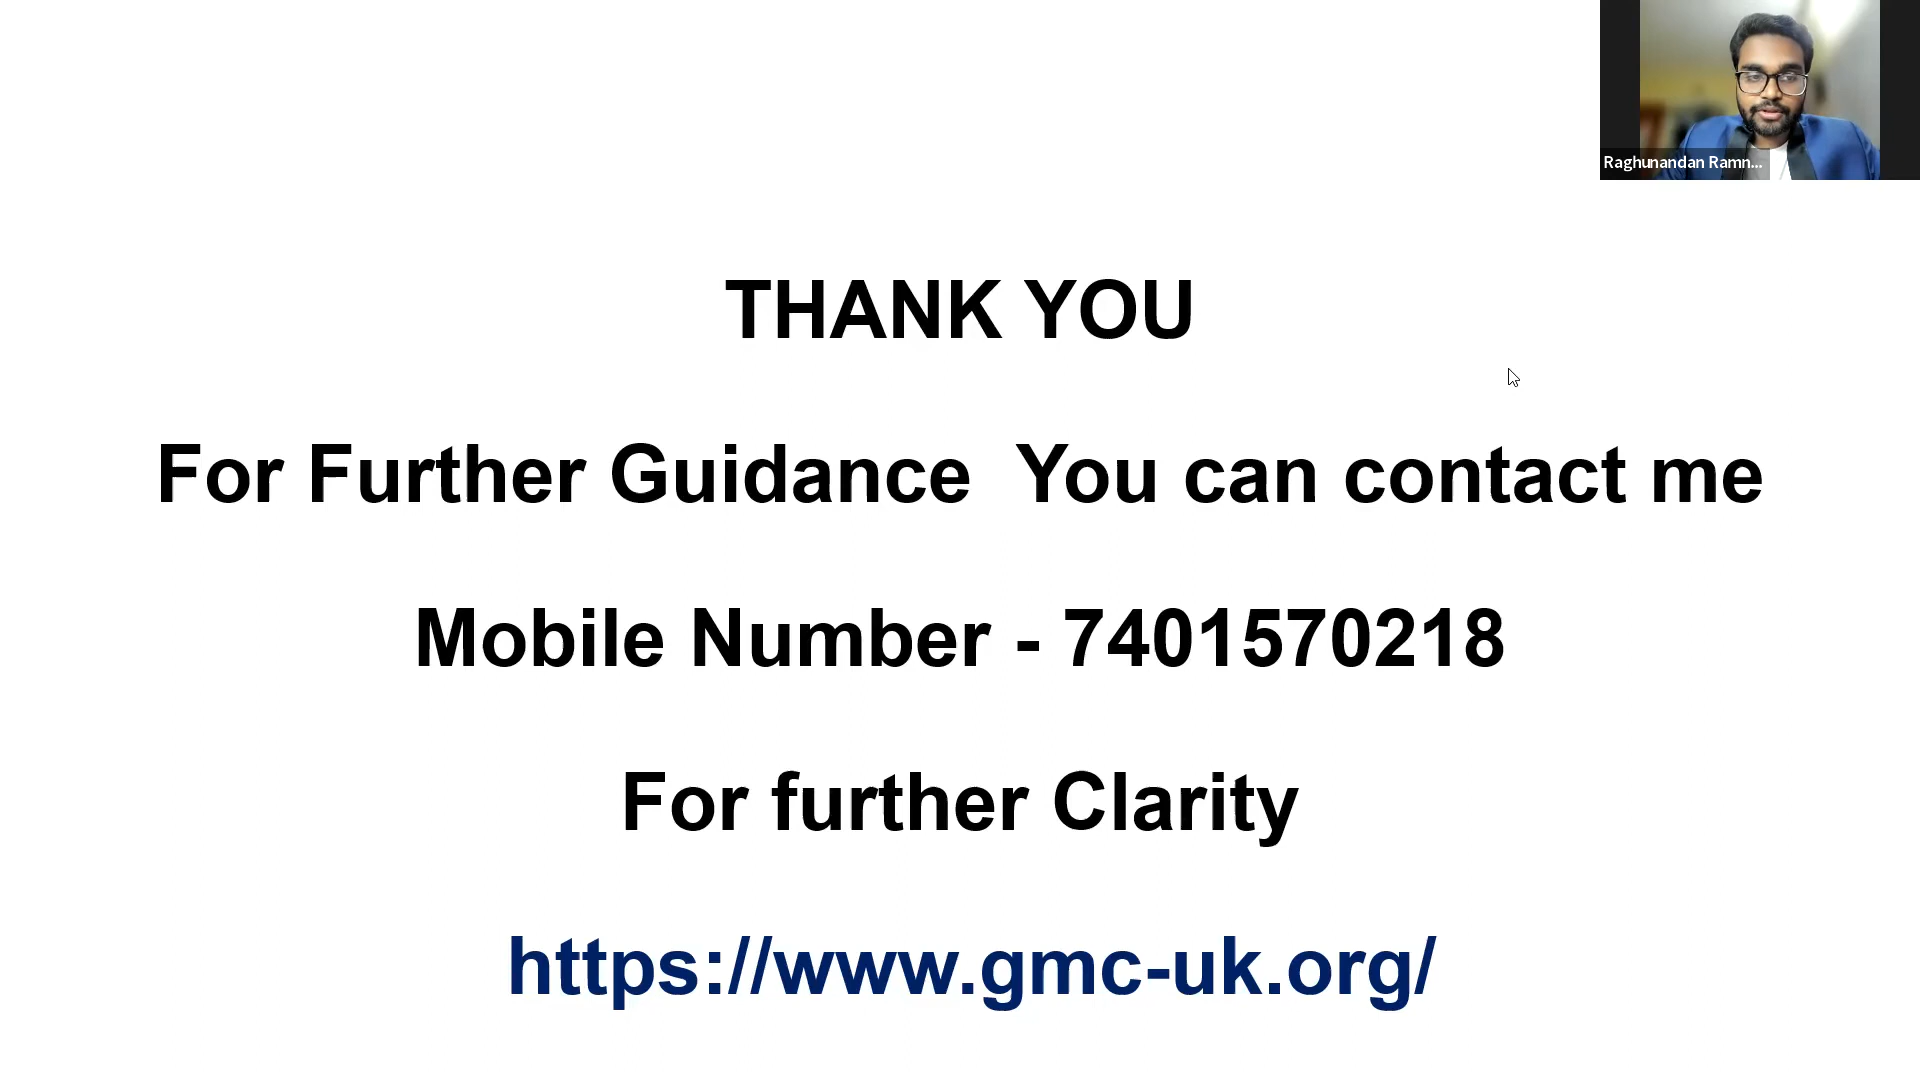 Raghunandan Ramn...
THANK YOU
For Further Guidance  You can contact me
Mobile Number - 7401570218
For further Clarity
https://www.gmc-uk.org/